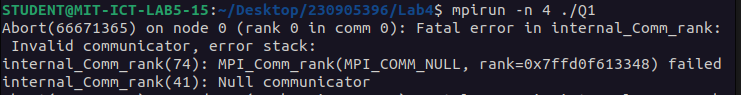 STUDENT@MIT-ICT-LAB5-15:~/Desktop/230905396/Lab4$ mpirun -n 4 ./Q1
Abort(66671365) on node 0 (rank 0 in comm 0): Fatal error in internal_Comm_rank:
 Invalid communicator, error stack:
internal_Comm_rank(74): MPI_Comm_rank(MPI_COMM_NULL, rank=0x7ffd0f613348) failed
internal_Comm_rank(41): Null communicator